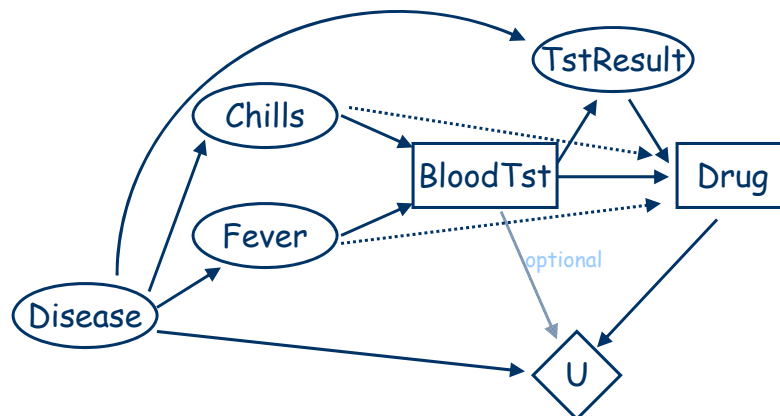 TstResult
Chills
BloodTst
Drug
Fever
optional
Disease
U